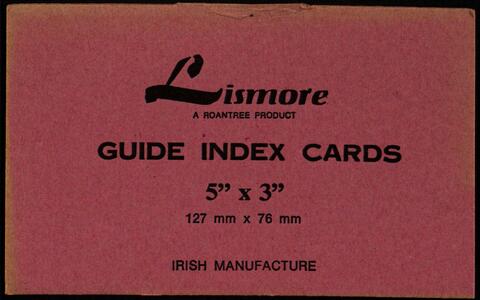 Lismore
A ROANTREE PRODUCT
GUIDE INDEX CARDS
5" x 3"
127 mm x 76 mm
IRISH MANUFACTURE